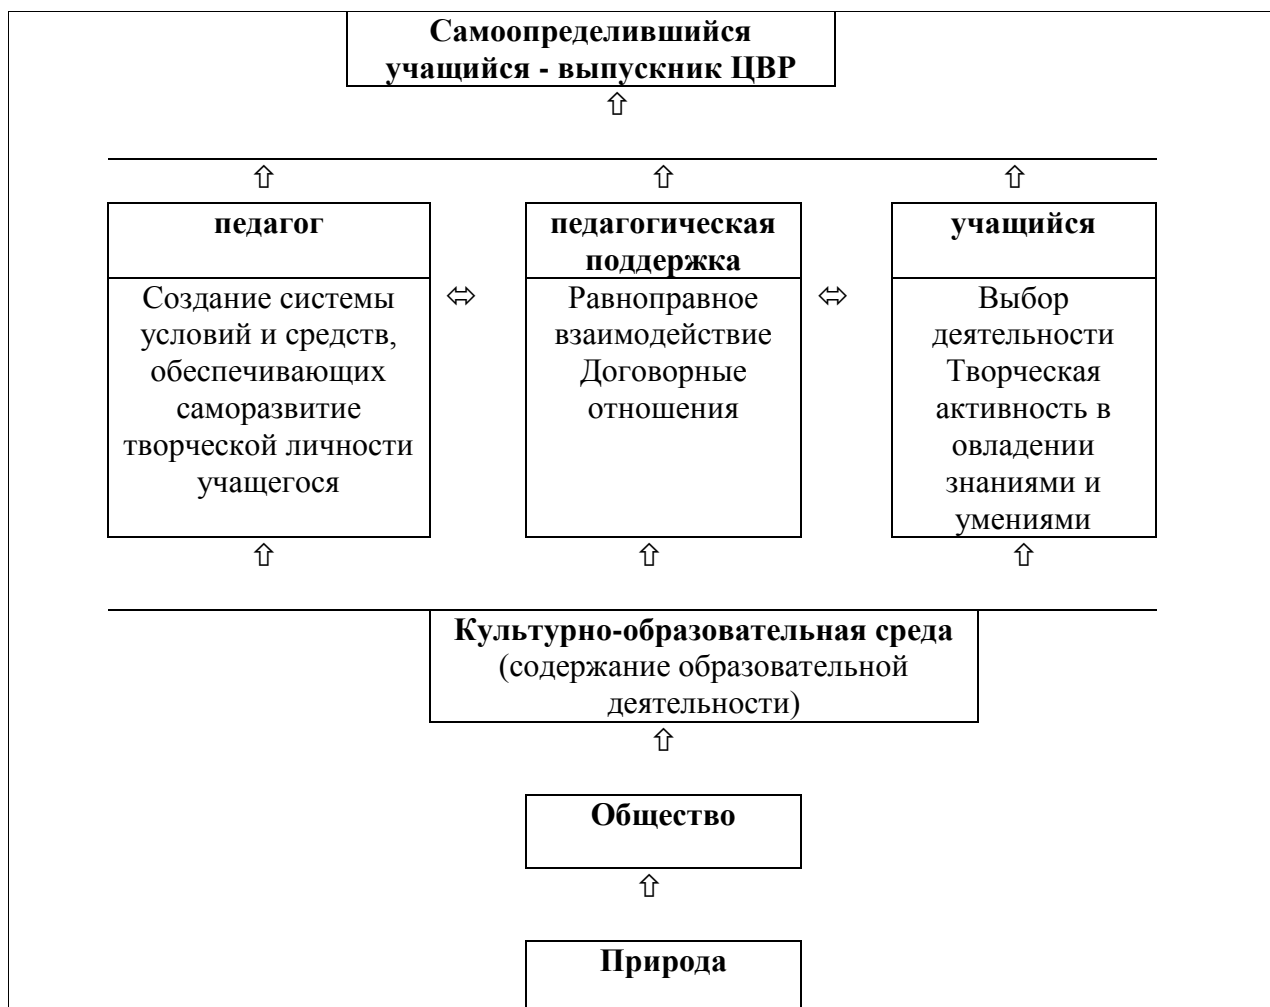 Самоопределившийся
учащийся - выпускник ЦВР
⇧
⇧ ⇧ ⇧
педагог
Создание системы
условий и средств,
обеспечивающих
саморазвитие
творческой личности
учащегося
⇔
педагогическая
поддержка
Равноправное
взаимодействие
Договорные
отношения
⇔
учащийся
Выбор
деятельности
Творческая
активность в
овладении
знаниями и
умениями
⇧ ⇧ ⇧
Культурно-образовательная среда
(содержание образовательной
деятельности)
⇧
Общество
⇧
Природа